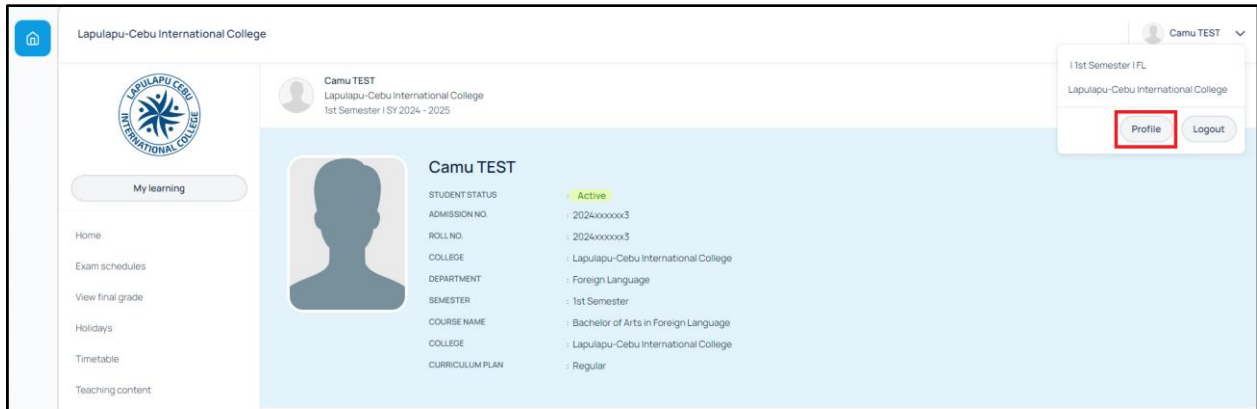 Lapulapu-Cebu International College
Camu TEST
| 1st Semester | FL
Lapulapu-Cebu International College
Profile
Logout
LAPULAPU CEBU
INTERNATIONAL COLLEGE
My learning
Home
Exam schedules
View final grade
Holidays
Timetable
Teaching content
Camu TEST
Lapulapu-Cebu International College
1st Semester | SY 2024 - 2025
Camu TEST
STUDENT STATUS : Active
ADMISSION NO. : 2024xxxxxx3
ROLL NO. : 2024xxxxxx3
COLLEGE : Lapulapu-Cebu International College
DEPARTMENT : Foreign Language
SEMESTER : 1st Semester
COURSE NAME : Bachelor of Arts in Foreign Language
COLLEGE : Lapulapu-Cebu International College
CURRICULUM PLAN : Regular